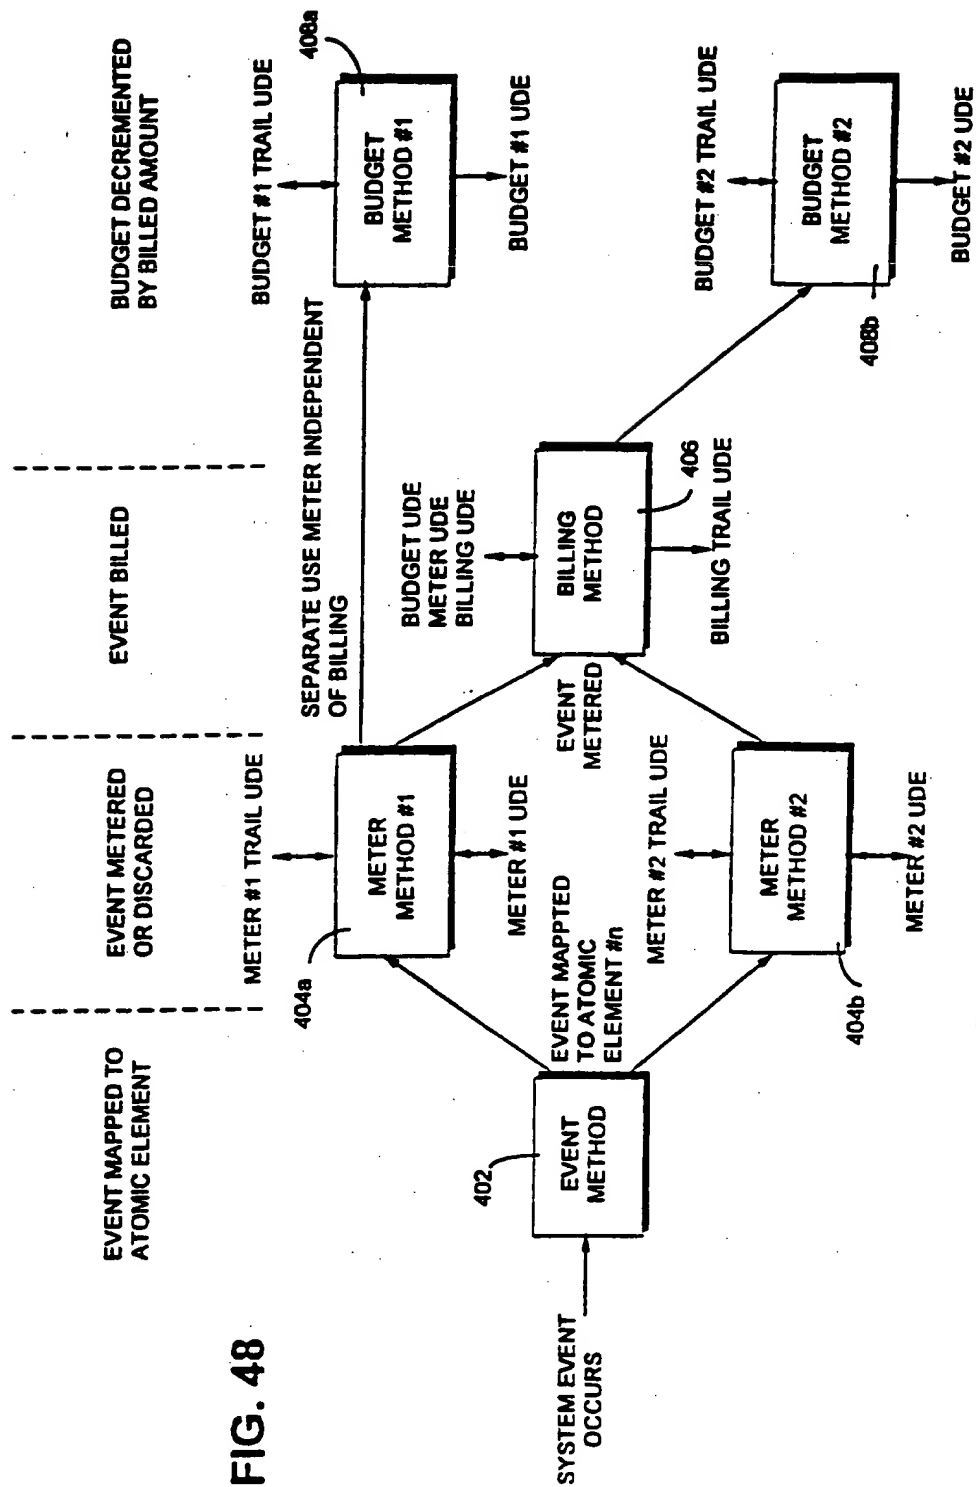 FIG. 48
EVENT MAPPED TO
ATOMIC ELEMENT
EVENT METERED
OR DISCARDED
EVENT BILLED
BUDGET DECREMENTED
BY BILLED AMOUNT
SYSTEM EVENT
OCCURS
402
EVENT
METHOD
EVENT MAPPTED
TO ATOMIC
ELEMENT #n
METER #1 TRAIL UDE
404a
METER
METHOD #1
METER #1 UDE
METER #2 TRAIL UDE
METER
METHOD #2
404b
METER #2 UDE
SEPARATE USE METER INDEPENDENT
OF BILLING
EVENT
METERED
BUDGET UDE
METER UDE
BILLING UDE
BILLING
METHOD
406
BILLING TRAIL UDE
BUDGET #1 TRAIL UDE
408a
BUDGET
METHOD #1
BUDGET #1 UDE
BUDGET #2 TRAIL UDE
BUDGET
METHOD #2
408b
BUDGET #2 UDE